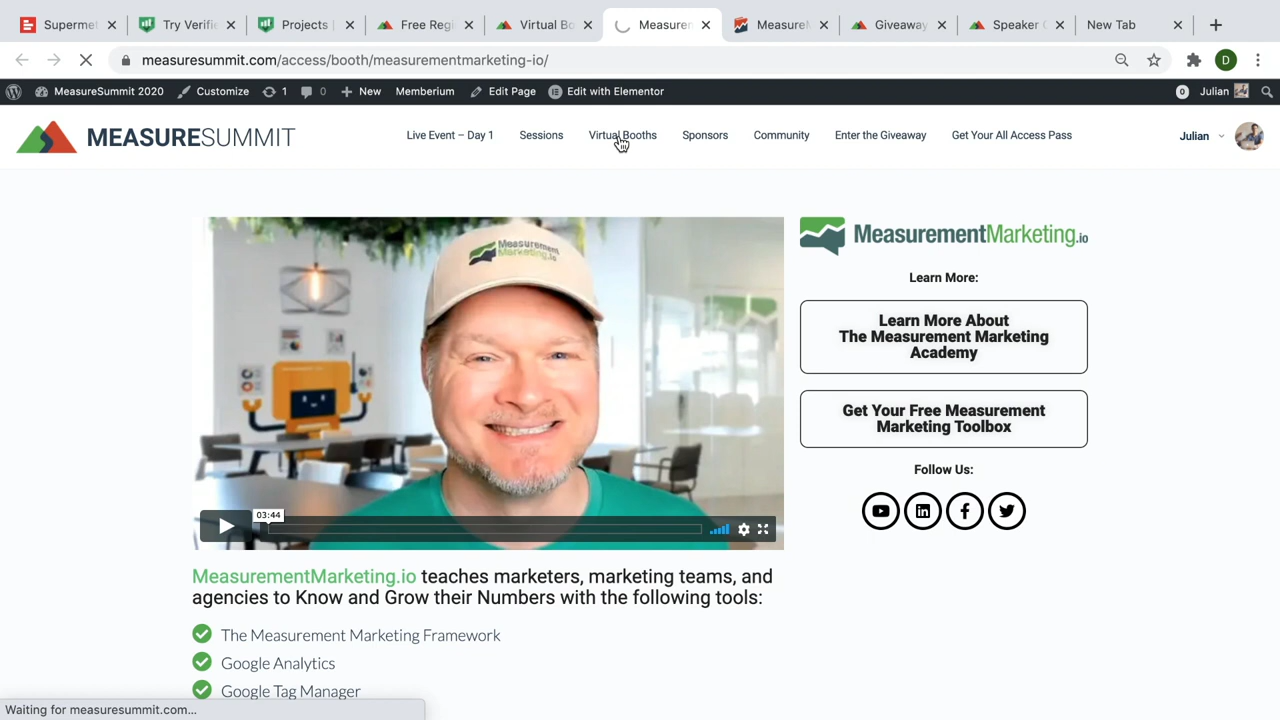 Supermet
Try Verifie
Projects
Free Regi
Virtual Bo
Measurem
MeasureM
Giveaway
Speaker
New Tab
measuresummit.com/access/booth/measurementmarketing-io/
D
MeasureSummit 2020
Customize
1
0
New
Memberium
Edit Page
Edit with Elementor
0
Julian
MEASURESUMMIT
Live Event – Day 1
Sessions
Virtual Booths
Sponsors
Community
Enter the Giveaway
Get Your All Access Pass
Julian
Measurement
Marketing.io
MeasurementMarketing.io
Learn More:
Learn More About
The Measurement Marketing
Academy
Get Your Free Measurement
Marketing Toolbox
Follow Us:
03:44
MeasurementMarketing.io teaches marketers, marketing teams, and
agencies to Know and Grow their Numbers with the following tools:
The Measurement Marketing Framework
Google Analytics
Google Tag Manager
Waiting for measuresummit.com...